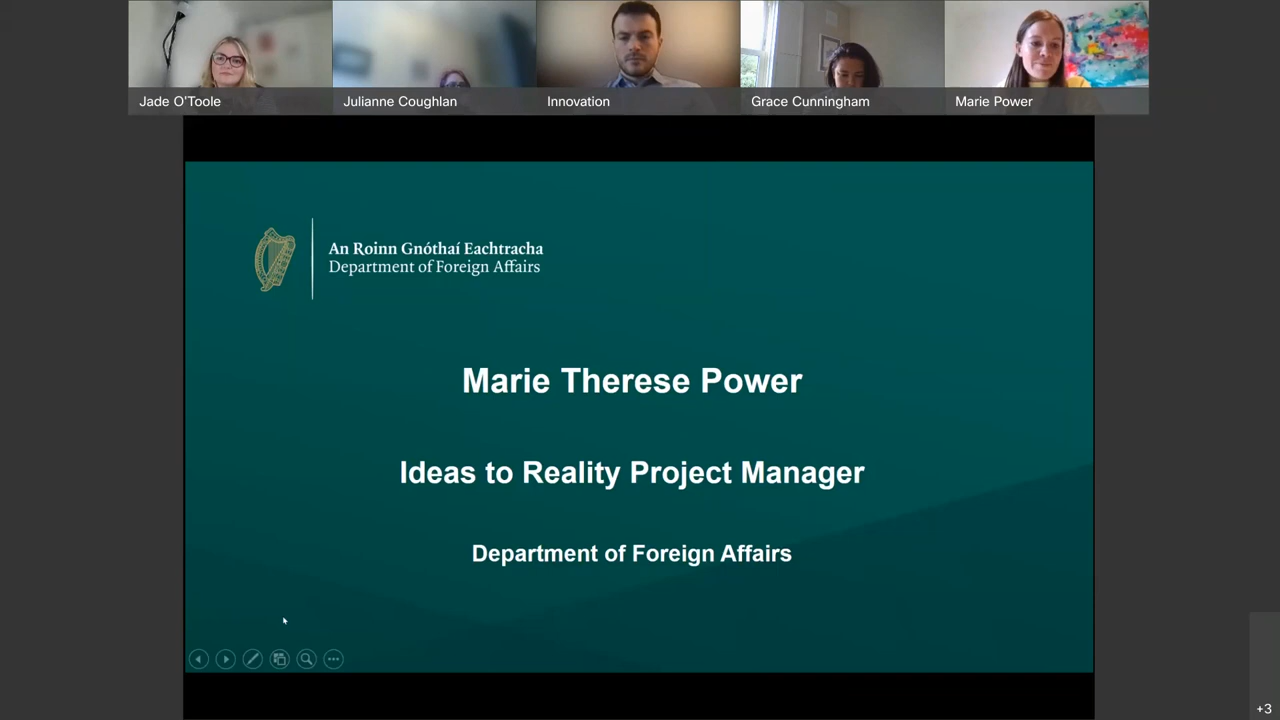 Jade O'Toole
Julianne Coughlan
Innovation
Grace Cunningham
Marie Power
An Roinn Gnóthaí Eachtracha
Department of Foreign Affairs
Marie Therese Power
Ideas to Reality Project Manager
Department of Foreign Affairs
+3